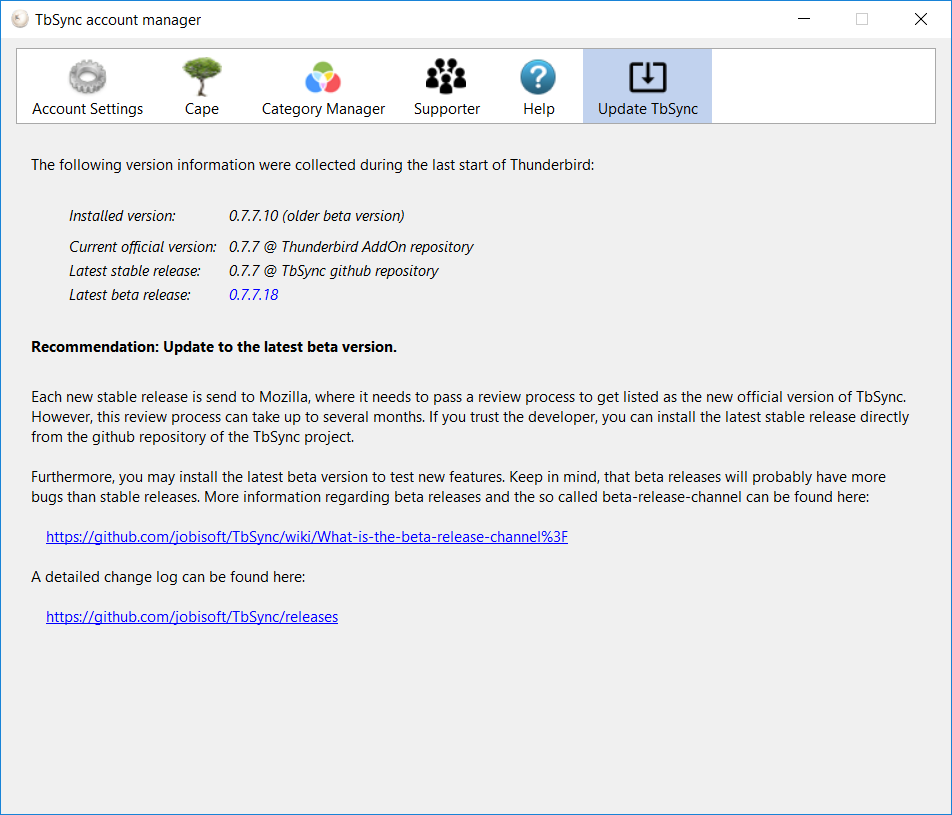 TbSync account manager
Account Settings
Cape
Category Manager
Supporter
Help
Update TbSync
The following version information were collected during the last start of Thunderbird:
Installed version: 0.7.7.10 (older beta version)
Current official version: 0.7.7 @ Thunderbird AddOn repository
Latest stable release: 0.7.7 @ TbSync github repository
Latest beta release: 0.7.7.18
Recommendation: Update to the latest beta version.
Each new stable release is send to Mozilla, where it needs to pass a review process to get listed as the new official version of TbSync.
However, this review process can take up to several months. If you trust the developer, you can install the latest stable release directly
from the github repository of the TbSync project.
Furthermore, you may install the latest beta version to test new features. Keep in mind, that beta releases will probably have more
bugs than stable releases. More information regarding beta releases and the so called beta-release-channel can be found here:
https://github.com/jobisoft/TbSync/wiki/What-is-the-beta-release-channel%3F
A detailed change log can be found here:
https://github.com/jobisoft/TbSync/releases